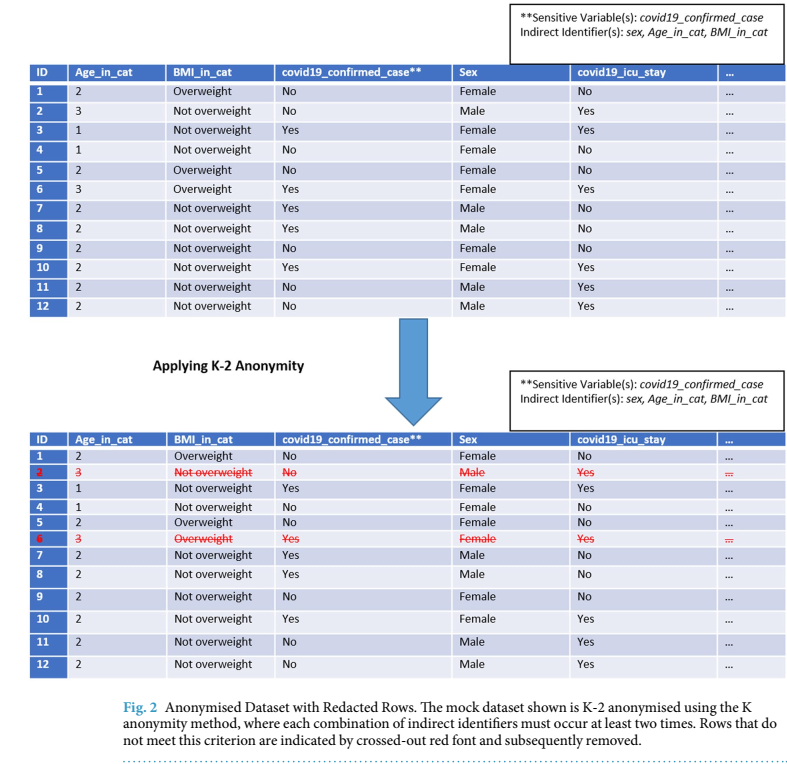 **Sensitive Variable(s): covid19_confirmed_case
Indirect Identifier(s): sex, Age_in_cat, BMI_in_cat
ID Age_in_cat BMI_in_cat covid19_confirmed_case** Sex covid19_icu_stay ...
1 2 Overweight No Female No ...
2 3 Not overweight No Male Yes ...
3 1 Not overweight Yes Female Yes ...
4 1 Not overweight No Female No ...
5 2 Overweight No Female No ...
6 3 Overweight Yes Female Yes ...
7 2 Not overweight Yes Male No ...
8 2 Not overweight Yes Male No ...
9 2 Not overweight No Female No ...
10 2 Not overweight Yes Female Yes ...
11 2 Not overweight No Male Yes ...
12 2 Not overweight No Male Yes ...
Applying K-2 Anonymity
**Sensitive Variable(s): covid19_confirmed_case
Indirect Identifier(s): sex, Age_in_cat, BMI_in_cat
ID Age_in_cat BMI_in_cat covid19_confirmed_case** Sex covid19_icu_stay ...
1 2 Overweight No Female No ...
2 3 Not overweight No Male Yes ...
3 1 Not overweight Yes Female Yes ...
4 1 Not overweight No Female No ...
5 2 Overweight No Female No ...
6 3 Overweight Yes Female Yes ...
7 2 Not overweight Yes Male No ...
8 2 Not overweight Yes Male No ...
9 2 Not overweight No Female No ...
10 2 Not overweight Yes Female Yes ...
11 2 Not overweight No Male Yes ...
12 2 Not overweight No Male Yes ...
Fig. 2 Anonymised Dataset with Redacted Rows. The mock dataset shown is K-2 anonymised using the K
anonymity method, where each combination of indirect identifiers must occur at least two times. Rows that do
not meet this criterion are indicated by crossed-out red font and subsequently removed.